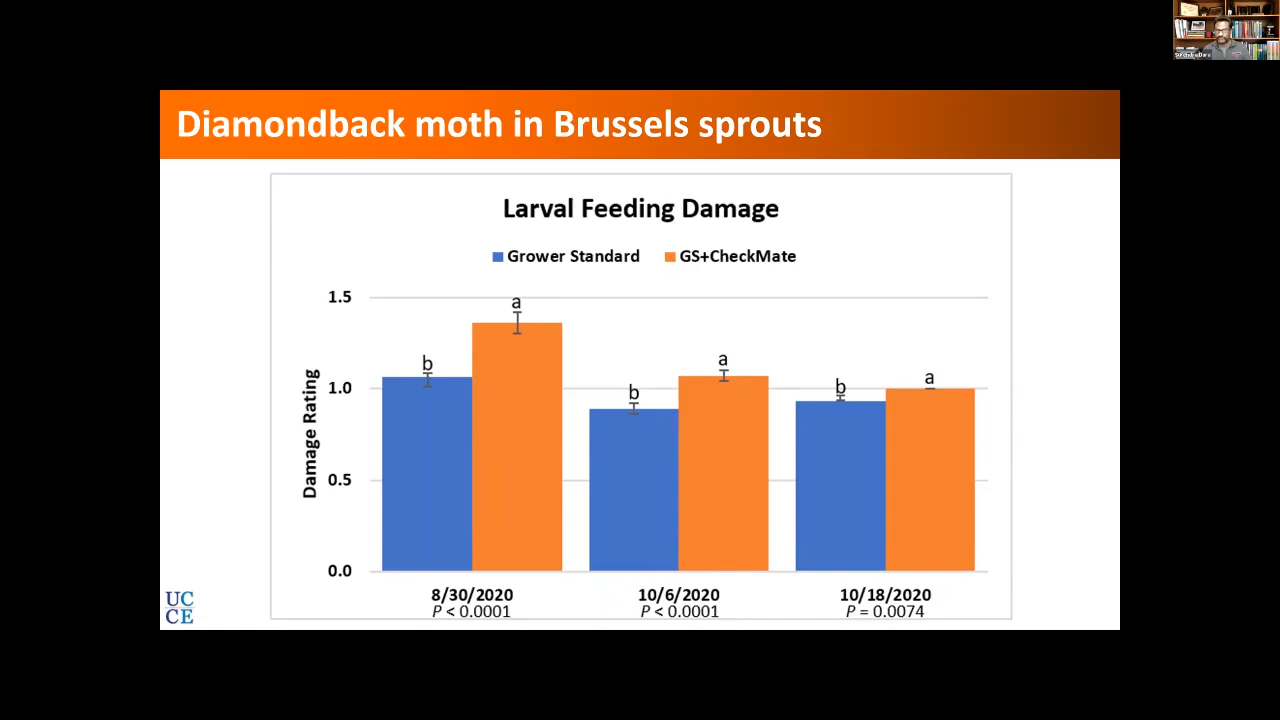 Diamondback moth in Brussels sprouts
Larval Feeding Damage
Grower Standard GS+CheckMate
Damage Rating
1.5
1.0
0.5
0.0
b a b a b a
8/30/2020 10/6/2020 10/18/2020
P < 0.0001 P < 0.0001 P = 0.0074
UC
CE